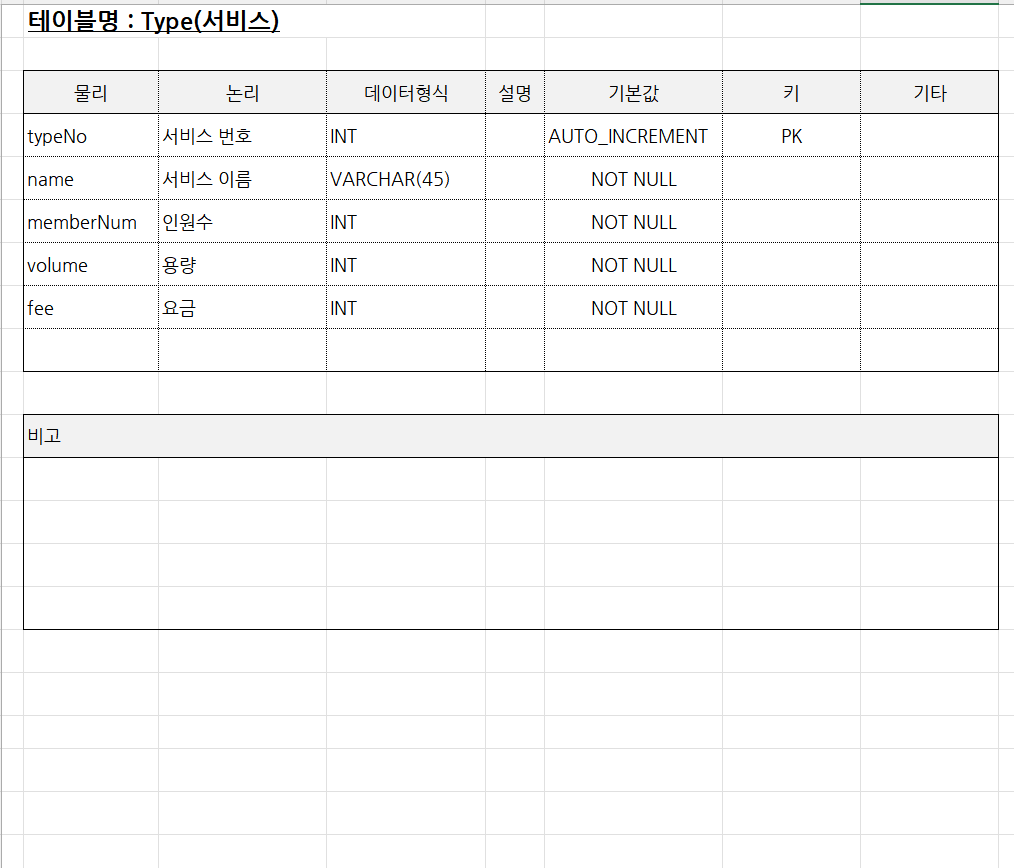 테이블명 : Type(서비스)
물리 논리 데이터형식 설명 기본값 키 기타
typeNo 서비스 번호 INT AUTO_INCREMENT PK
name 서비스 이름 VARCHAR(45) NOT NULL
memberNum 인원수 INT NOT NULL
volume 용량 INT NOT NULL
fee 요금 INT NOT NULL
비고